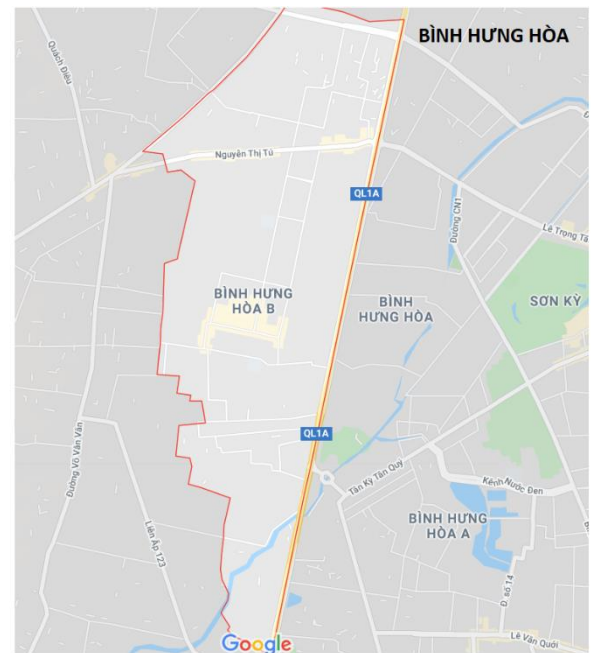 BÌNH HƯNG HÒA
Quách Điêu
Nguyễn Thị Tú
QL1A
Đường CN1
Lê Trọng Tấ
BÌNH HƯNG
HÒA B
BÌNH
HƯNG HÒA
SƠN KỲ
QL1A
Đường Võ Văn Vân
Tân Kỳ Tân Quý
Kênh Nước Đen
Liên Ấp 123
BÌNH HƯNG
HÒA A
Đ. số 14
Lê Văn Quới
Google